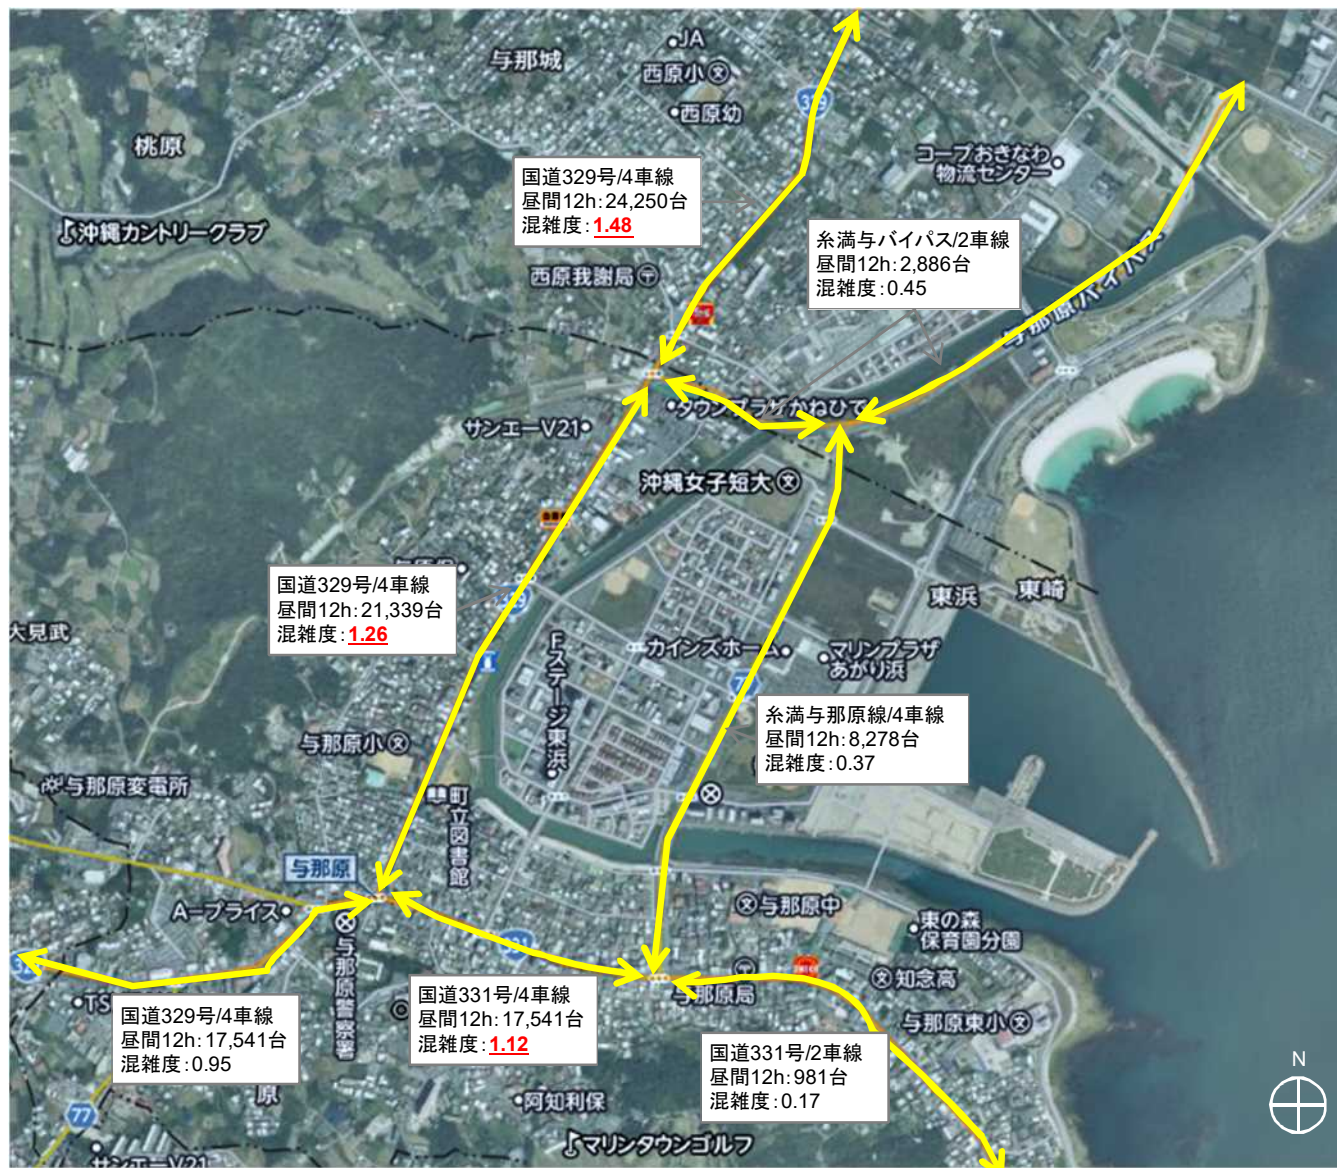 JA
与那城
西原小
西原幼
桃原
コープおきなわ
物流センター
国道329号/4車線
昼間12h:24,250台
混雑度:1.48
沖縄カントリークラブ
糸満与バイパス/2車線
昼間12h:2,886台
混雑度:0.45
西原我謝局
与那原バイパス
タウンプラザかねひで
サンエーV21
沖縄女子短大
国道329号/4車線
昼間12h:21,339台
混雑度:1.26
東浜
東崎
大見武
カインズホーム
マリンプラザ
あがり浜
Fステージ東浜
糸満与那原線/4車線
昼間12h:8,278台
混雑度:0.37
与那原小
与那原変電所
町立図書館
与那原
A-プライス
与那原警察署
与那原中
東の森
保育園分園
331
与那原局
知念高
与那原東小
TS
国道329号/4車線
昼間12h:17,541台
混雑度:0.95
国道331号/4車線
昼間12h:17,541台
混雑度:1.12
国道331号/2車線
昼間12h:981台
混雑度:0.17
原
阿知利保
77
マリンタウンゴルフ
サンエーV21
N